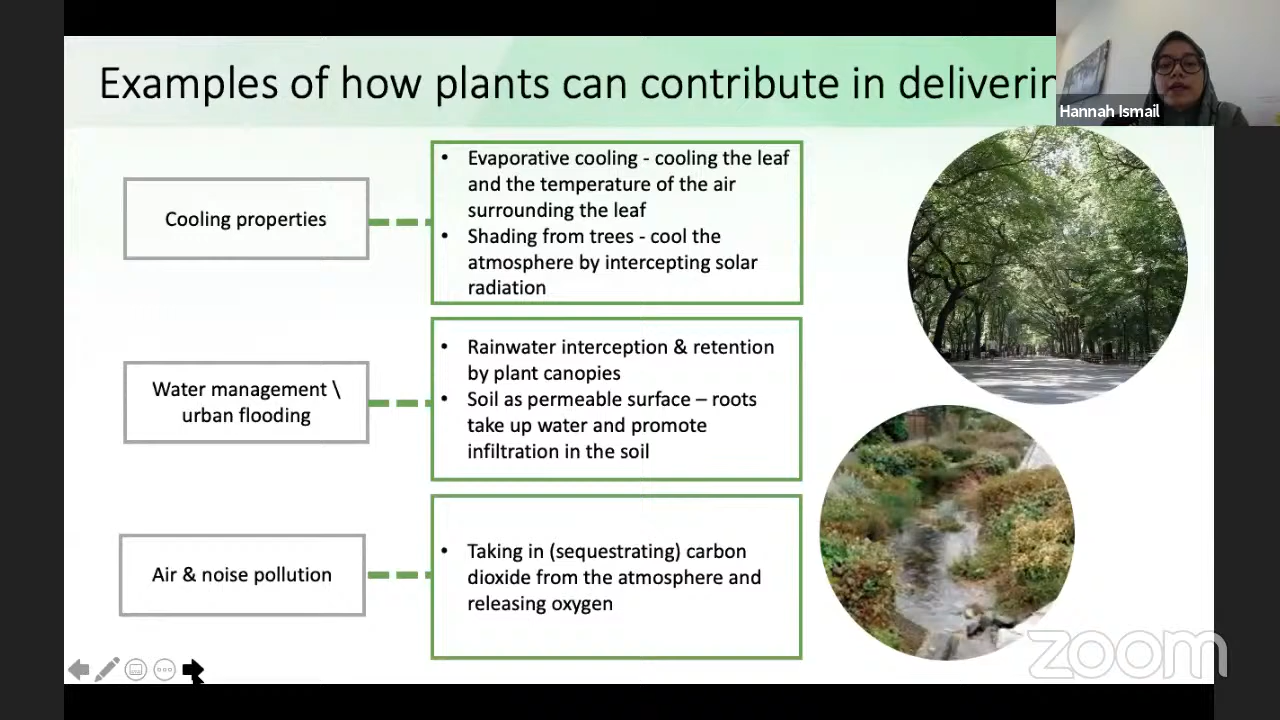 Examples of how plants can contribute in deliverin
Hannah Ismail
Cooling properties
• Evaporative cooling - cooling the leaf
and the temperature of the air
surrounding the leaf
• Shading from trees - cool the
atmosphere by intercepting solar
radiation
Water management \
urban flooding
• Rainwater interception & retention
by plant canopies
• Soil as permeable surface – roots
take up water and promote
infiltration in the soil
Air & noise pollution
• Taking in (sequestrating) carbon
dioxide from the atmosphere and
releasing oxygen
zoom